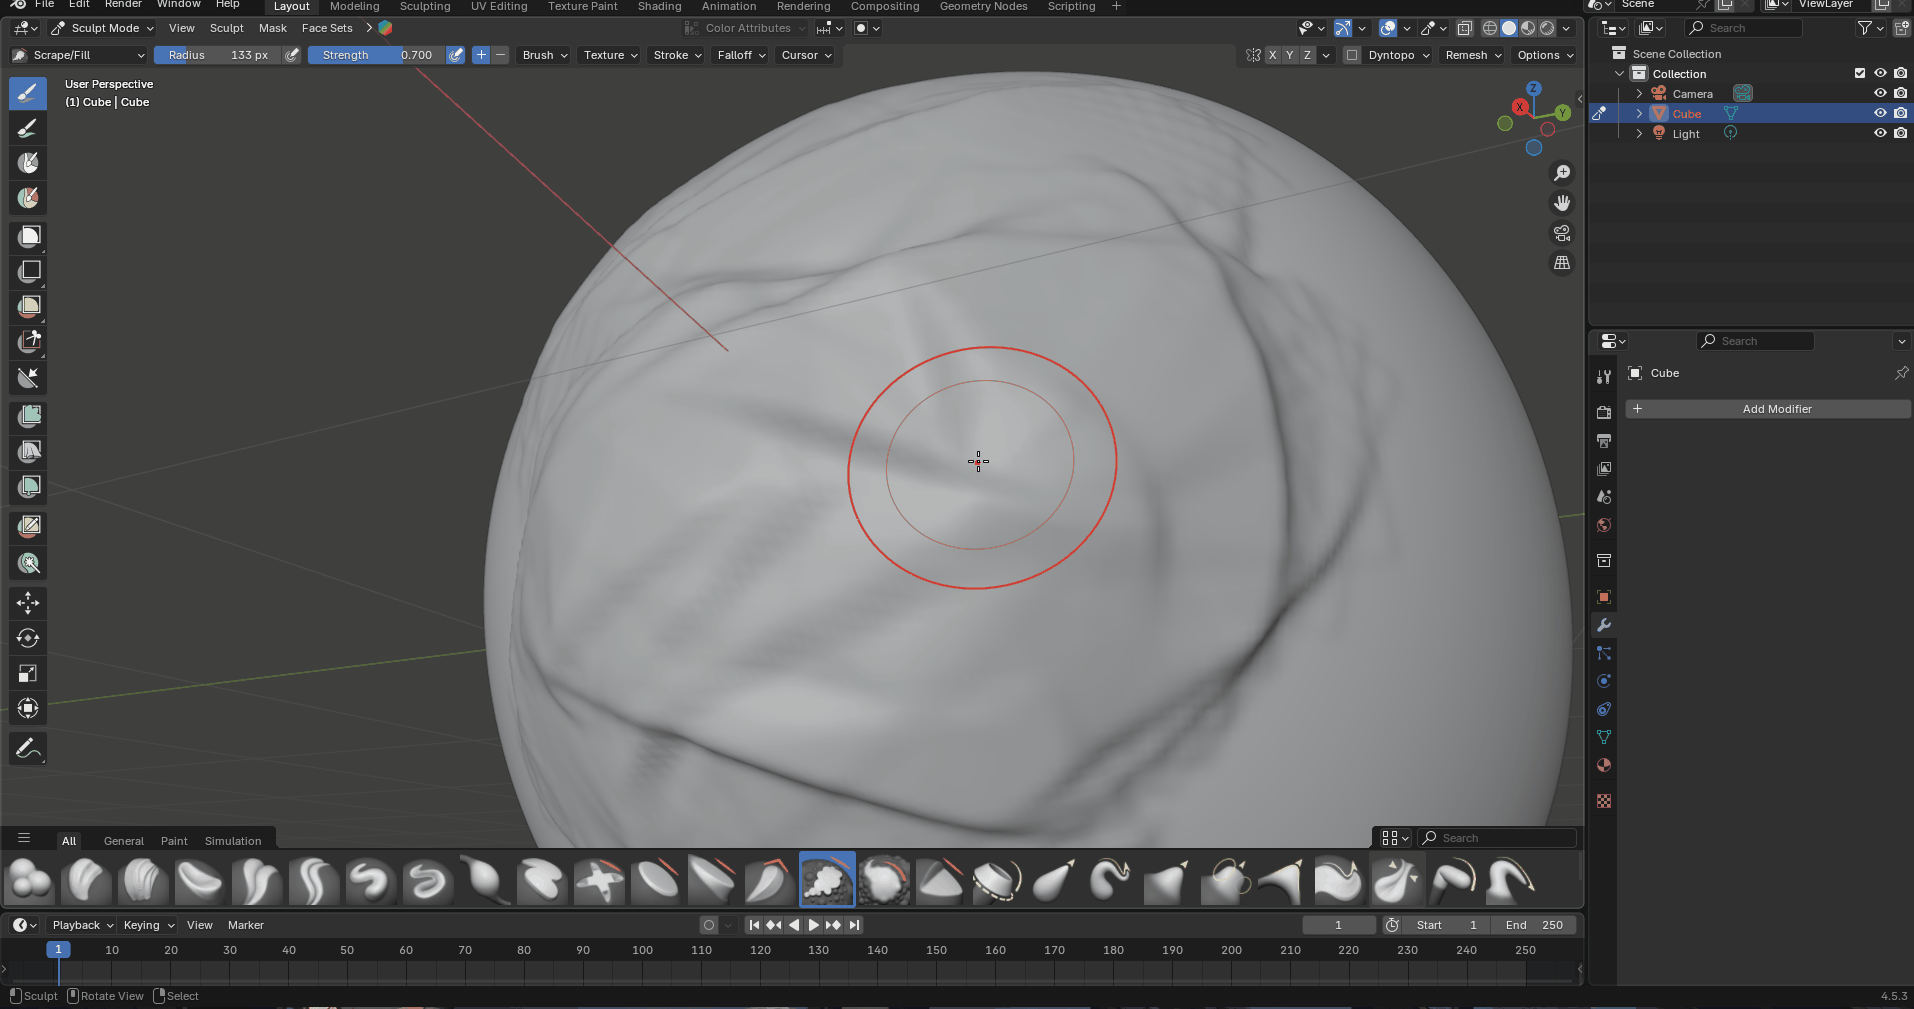 File Edit Render Window Help Layout Modeling Sculpting UV Editing Texture Paint Shading Animation Rendering Compositing Geometry Nodes Scripting + Scene ViewLayer
Sculpt Mode View Sculpt Mask Face Sets Color Attributes Search
Scrape/Fill Radius 133 px Strength 0.700 Brush Texture Stroke Falloff Cursor X Y Z Dyntopo Remesh Options
Scene Collection
Collection
Camera
Cube
Light
User Perspective
(1) Cube | Cube
Z
X
Y
Search
Cube
+ Add Modifier
All General Paint Simulation Search
Playback Keying View Marker 1 Start 1 End 250
1 10 20 30 40 50 60 70 80 90 100 110 120 130 140 150 160 170 180 190 200 210 220 230 240 250
Sculpt Rotate View Select 4.5.3